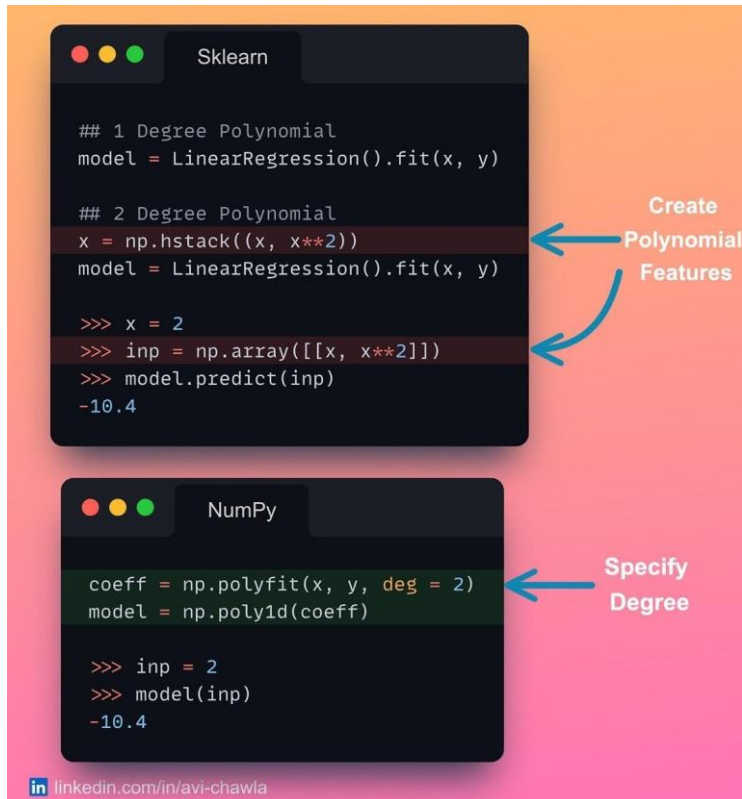 Sklearn
## 1 Degree Polynomial
model = LinearRegression().fit(x, y)
## 2 Degree Polynomial
x = np.hstack((x, x**2))
model = LinearRegression().fit(x, y)
>>> x = 2
>>> inp = np.array([[x, x**2]])
>>> model.predict(inp)
-10.4
Create
Polynomial
Features
NumPy
coeff = np.polyfit(x, y, deg = 2)
model = np.poly1d(coeff)
>>> inp = 2
>>> model(inp)
-10.4
Specify
Degree
in linkedin.com/in/avi-chawla